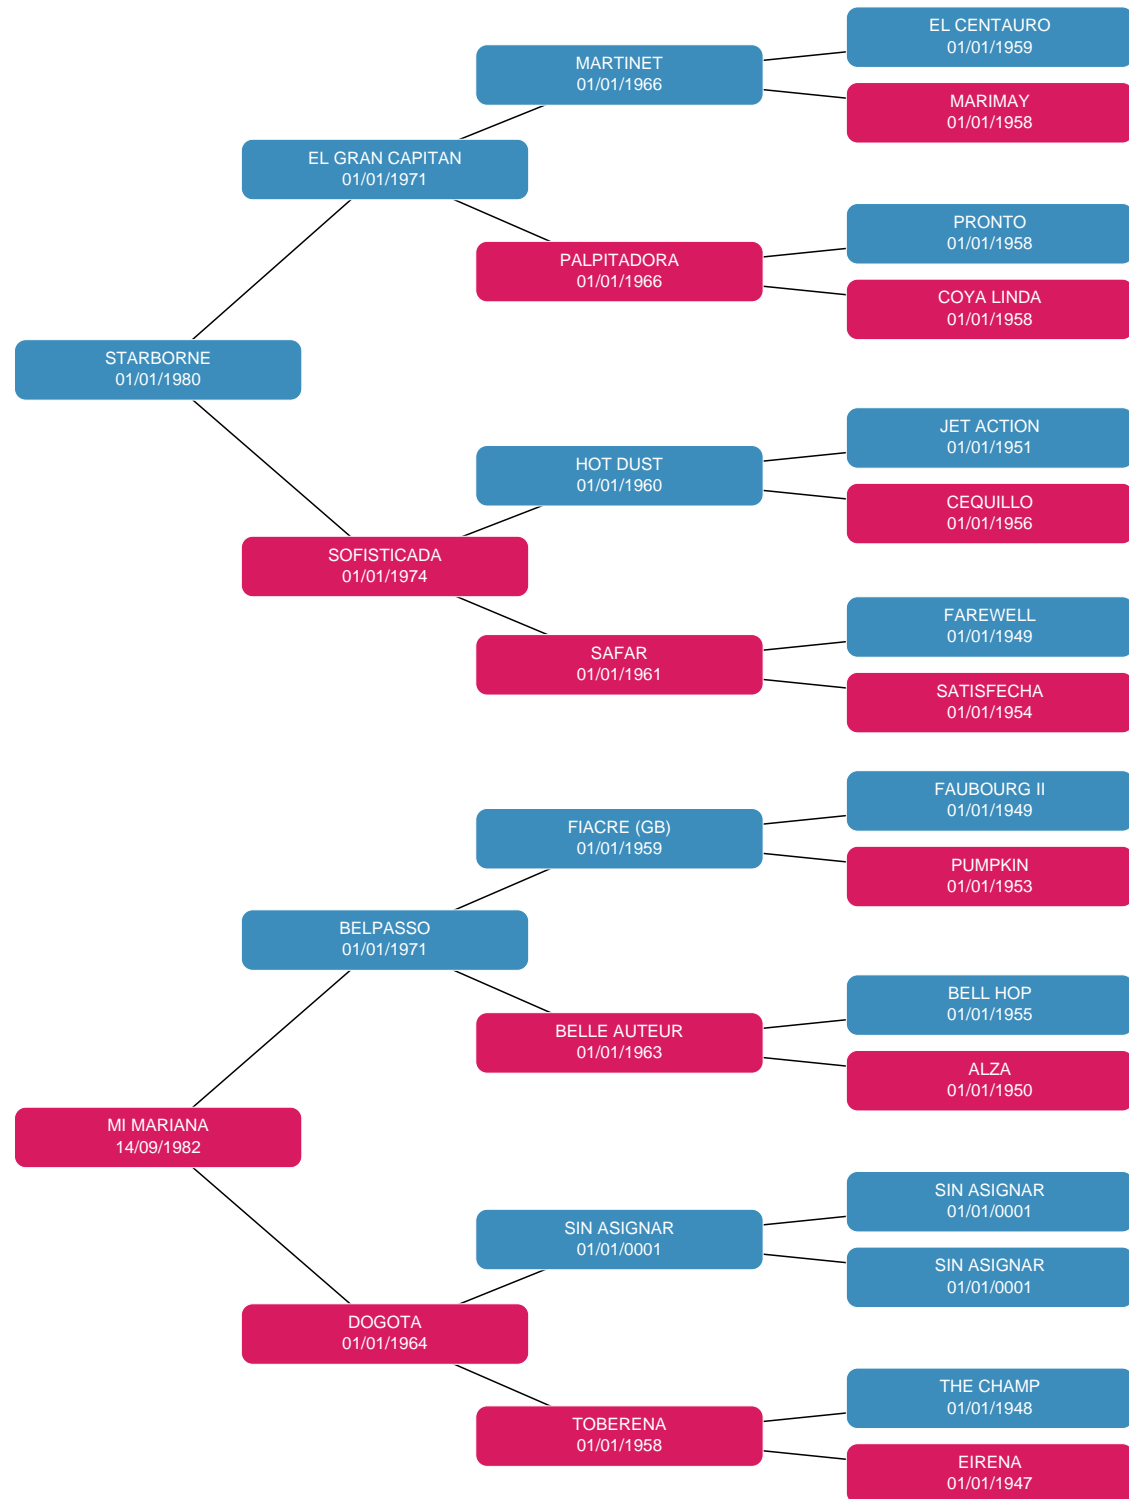 EL CENTAURO
01/01/1959
MARTINET
01/01/1966
MARIMAY
01/01/1958
EL GRAN CAPITAN
01/01/1971
PRONTO
01/01/1958
PALPITADORA
01/01/1966
COYA LINDA
01/01/1958
STARBORNE
01/01/1980
JET ACTION
01/01/1951
HOT DUST
01/01/1960
CEQUILLO
01/01/1956
SOFISTICADA
01/01/1974
FAREWELL
01/01/1949
SAFAR
01/01/1961
SATISFECHA
01/01/1954
FAUBOURG II
01/01/1949
FIACRE (GB)
01/01/1959
PUMPKIN
01/01/1953
BELPASSO
01/01/1971
BELL HOP
01/01/1955
BELLE AUTEUR
01/01/1963
ALZA
01/01/1950
MI MARIANA
14/09/1982
SIN ASIGNAR
01/01/0001
SIN ASIGNAR
01/01/0001
SIN ASIGNAR
01/01/0001
DOGOTA
01/01/1964
THE CHAMP
01/01/1948
TOBERENA
01/01/1958
EIRENA
01/01/1947